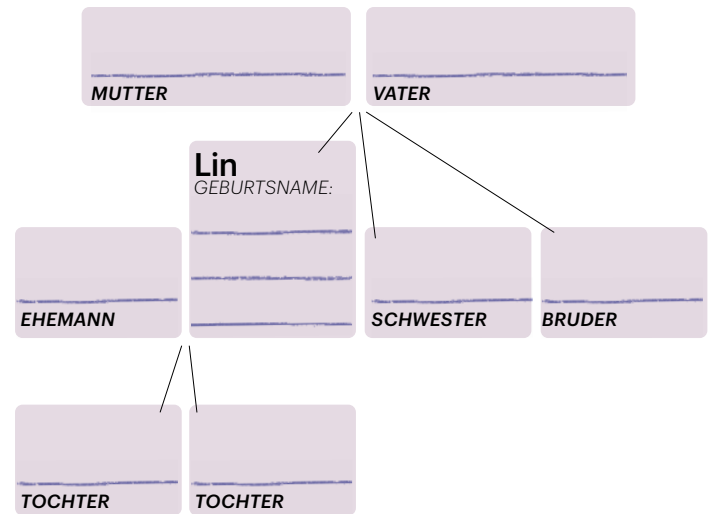 MUTTER
VATER
Lin
GEBURTSNAME:
EHEMANN
SCHWESTER
BRUDER
TOCHTER
TOCHTER